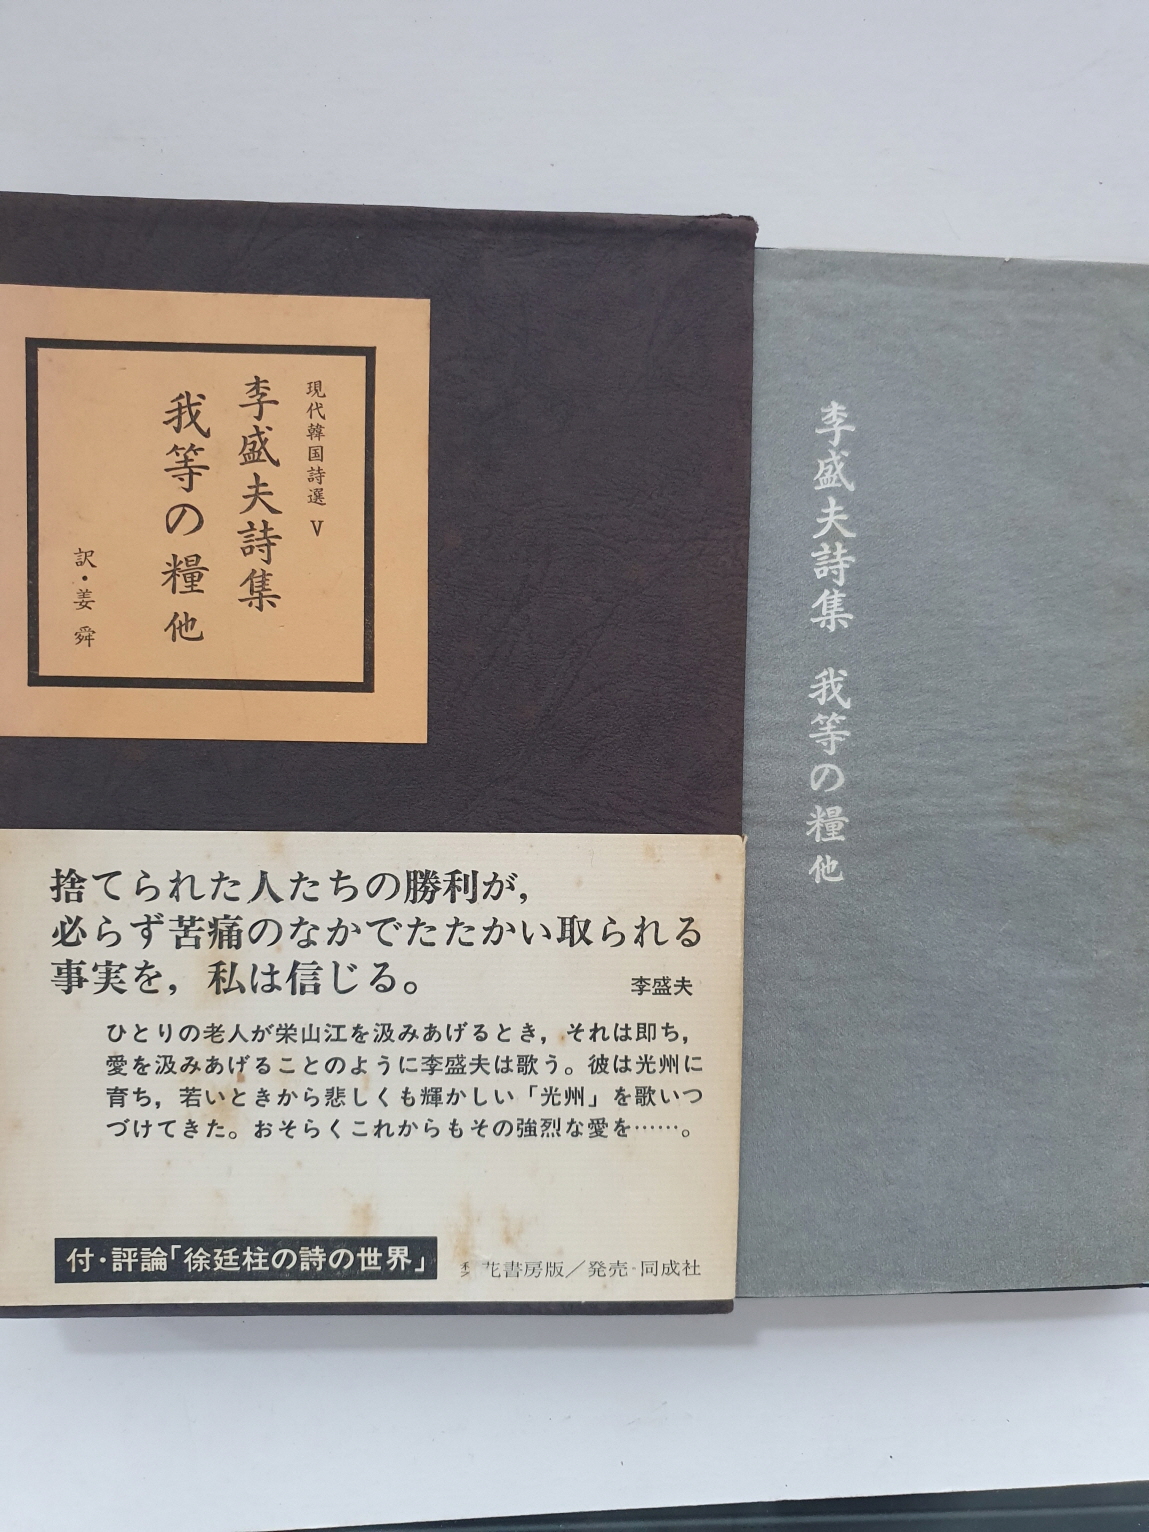 現代韓国詩選 V
李盛夫詩集
我等の糧 他
訳・姜 舜
李盛夫詩集 我等の糧 他
捨てられた人たちの勝利が，
必らず苦痛のなかでたたかい取られる
事実を，私は信じる。
李盛夫
ひとりの老人が栄山江を汲みあげるとき，それは即ち，
愛を汲みあげることのように李盛夫は歌う。彼は光州に
育ち，若いときから悲しくも輝かしい「光州」を歌いつ
づけてきた。おそらくこれからもその強烈な愛を……。
付・評論「徐廷柱の詩の世界」
花書房版／発売・同成社